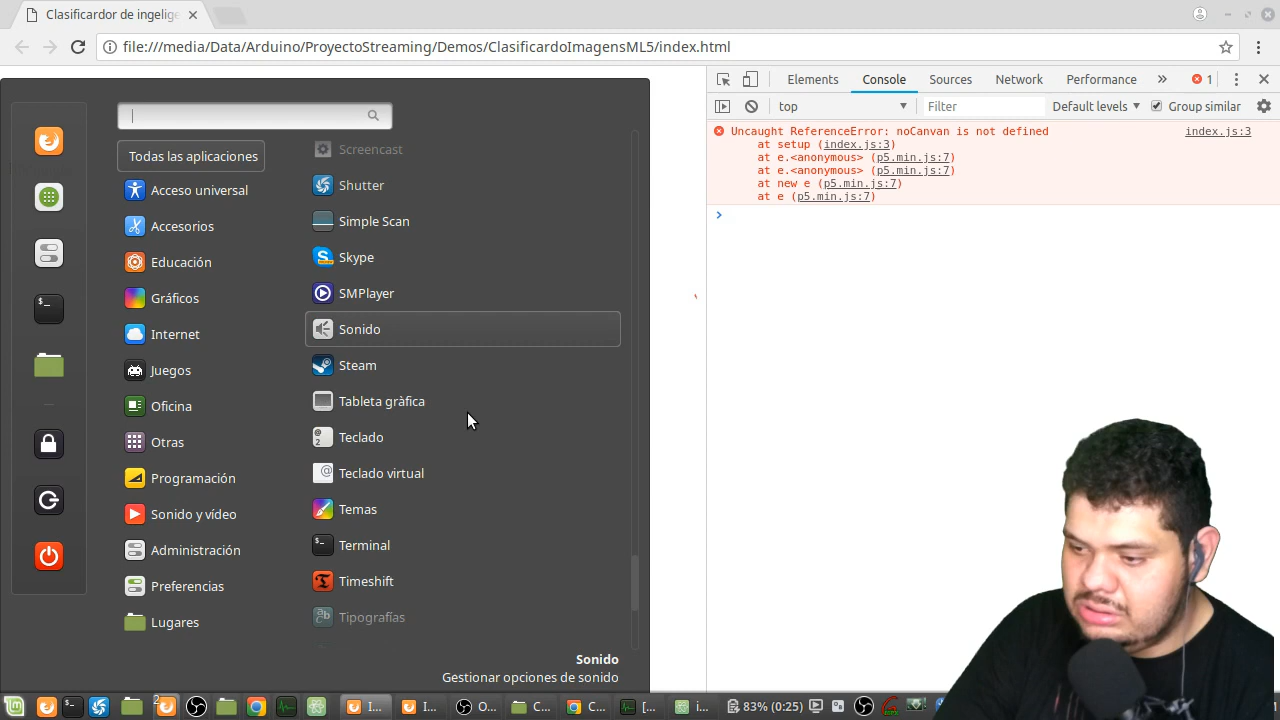 Clasificardor de ingelige
file:///media/Data/Arduino/ProyectoStreaming/Demos/ClasificardoImagensML5/index.html
Elements
Console
Sources
Network
Performance
1
top
Filter
Default levels
Group similar
Uncaught ReferenceError: noCanvan is not defined
index.js:3
at setup (index.js:3)
at e.<anonymous> (p5.min.js:7)
at e.<anonymous> (p5.min.js:7)
at new e (p5.min.js:7)
at e (p5.min.js:7)
Todas las aplicaciones
Acceso universal
Accesorios
Educación
Gráficos
Internet
Juegos
Oficina
Otras
Programación
Sonido y vídeo
Administración
Preferencias
Lugares
Screencast
Shutter
Simple Scan
Skype
SMPlayer
Sonido
Steam
Tableta gràfica
Teclado
Teclado virtual
Temas
Terminal
Timeshift
Tipografías
Sonido
Gestionar opciones de sonido
2
I...
I...
O...
C...
C...
[...
i...
83% (0:25)